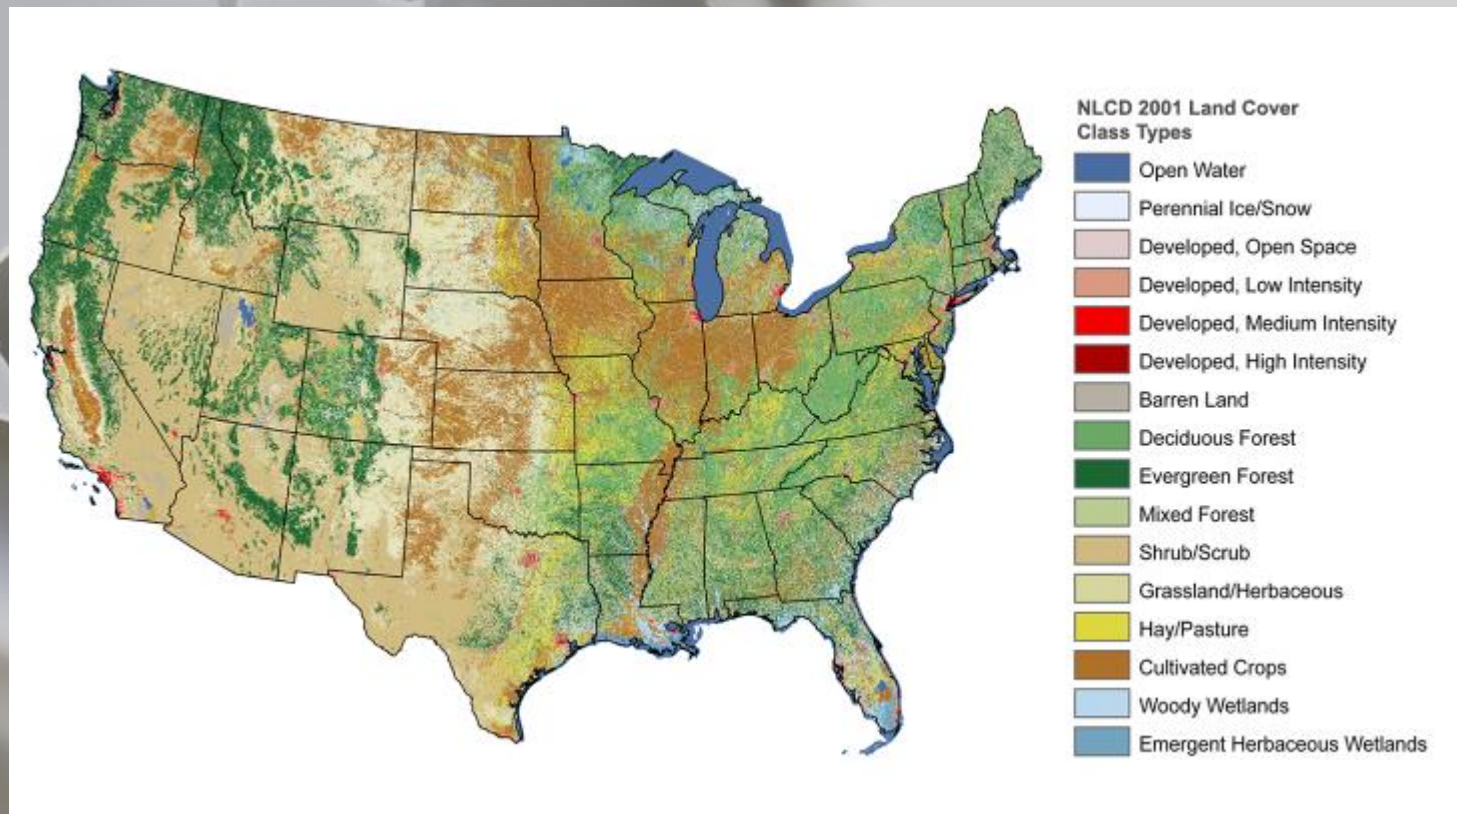 NLCD 2001 Land Cover
Class Types
Open Water
Perennial Ice/Snow
Developed, Open Space
Developed, Low Intensity
Developed, Medium Intensity
Developed, High Intensity
Barren Land
Deciduous Forest
Evergreen Forest
Mixed Forest
Shrub/Scrub
Grassland/Herbaceous
Hay/Pasture
Cultivated Crops
Woody Wetlands
Emergent Herbaceous Wetlands